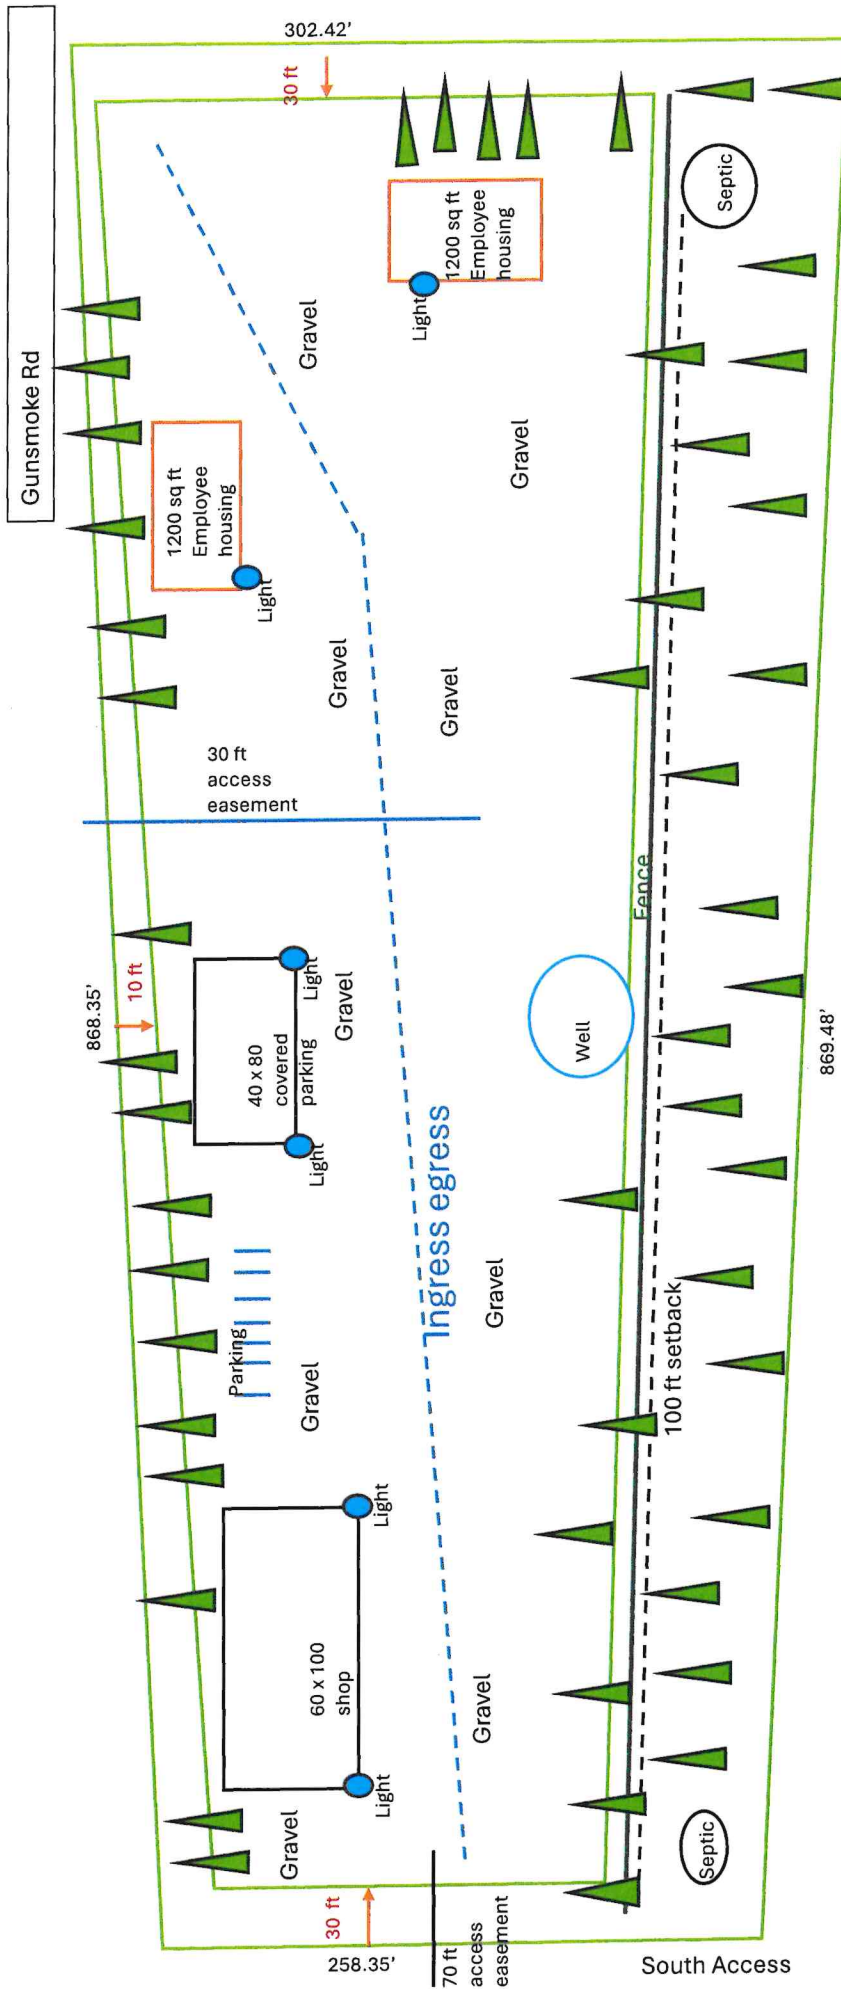 Gunsmoke Rd
302.42’
30 ft
1200 sq ft
Employee
housing
Light
Septic
Gravel
Gravel
1200 sq ft
Employee
housing
Light
Gravel
Gravel
30 ft
access
easement
868.35’
10 ft
40 x 80
covered
parking
Light
Light
Gravel
Fence
Well
869.48’
Ingress egress
Parking
Gravel
Gravel
100 ft setback
60 x 100
shop
Light
Light
Gravel
Gravel
30 ft
258.35’
70 ft
access
easement
Septic
South Access